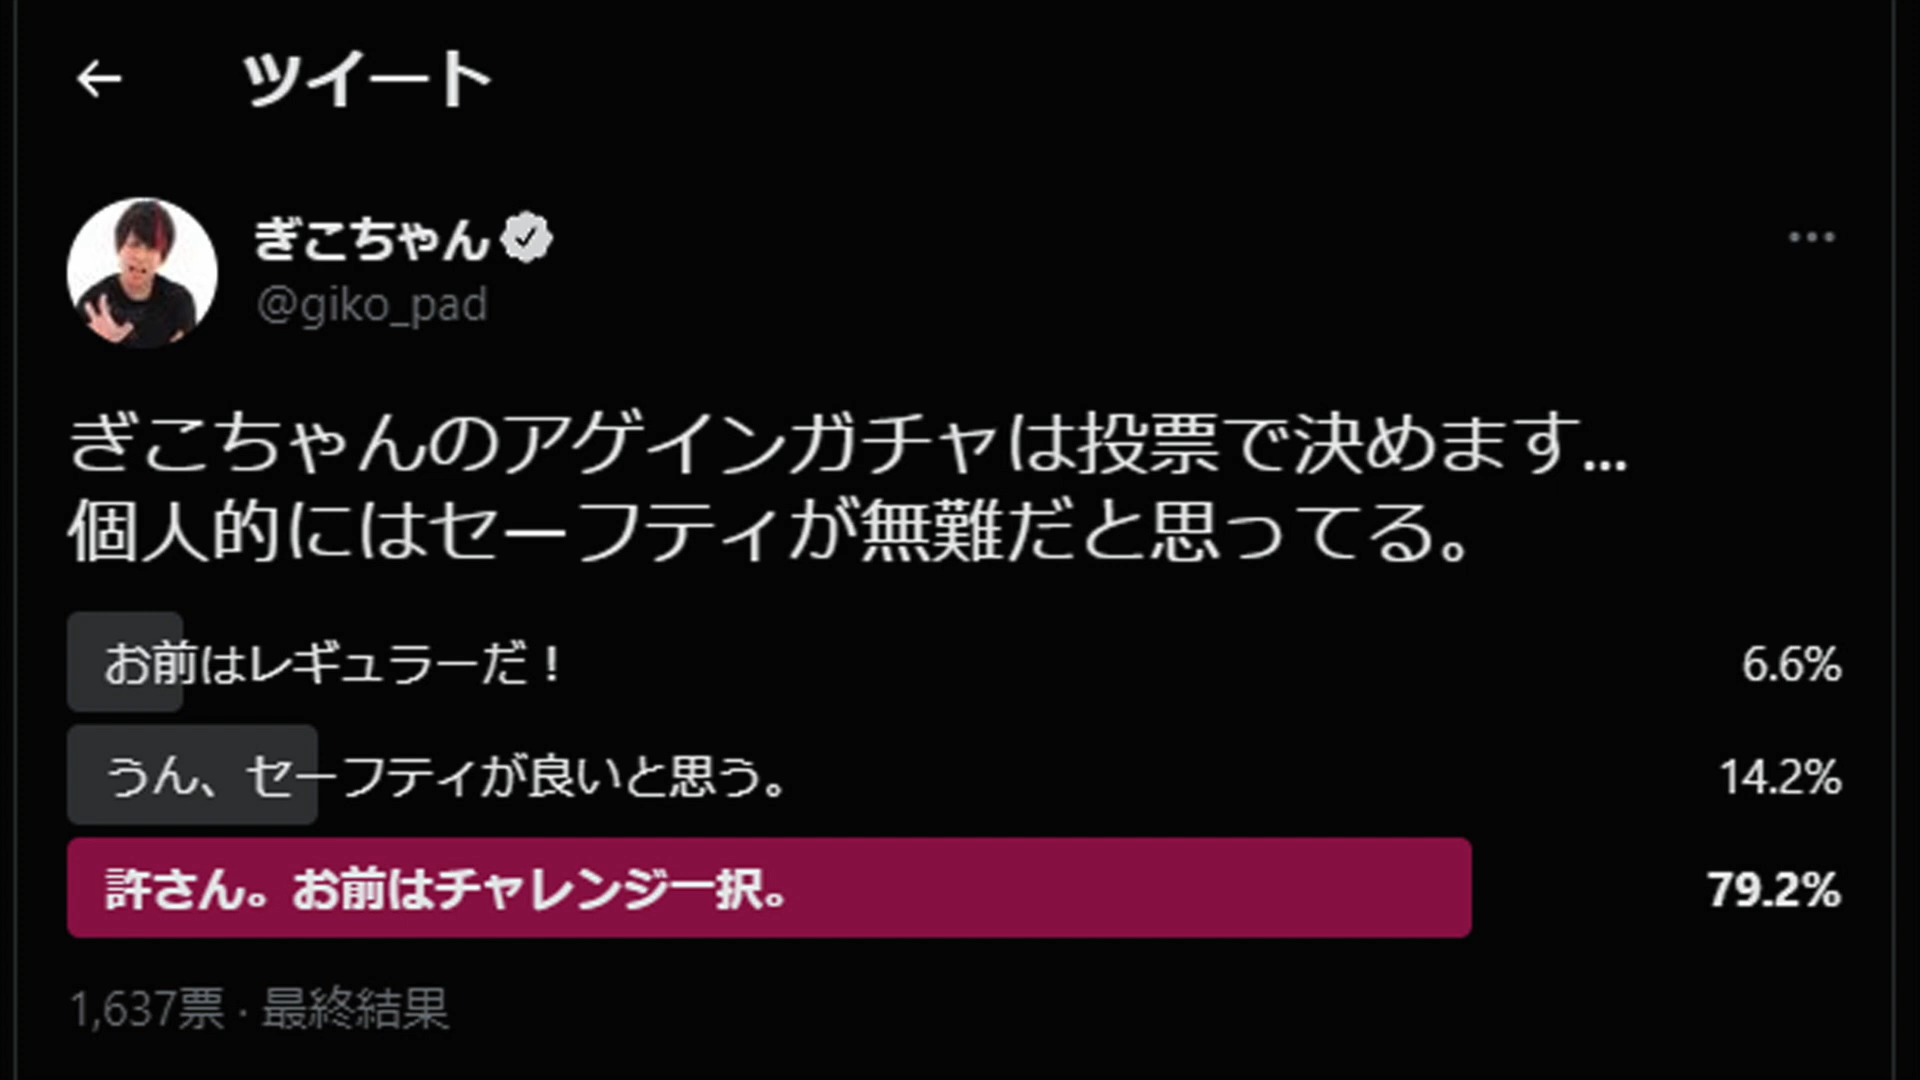 ツイート
ぎこちゃん
@giko_pad
ぎこちゃんのアゲインガチャは投票で決めます...
個人的にはセーフティが無難だと思ってる。
お前はレギュラーだ！ 6.6%
うん、セーフティが良いと思う。 14.2%
許さん。お前はチャレンジ一択。 79.2%
1,637票 · 最終結果